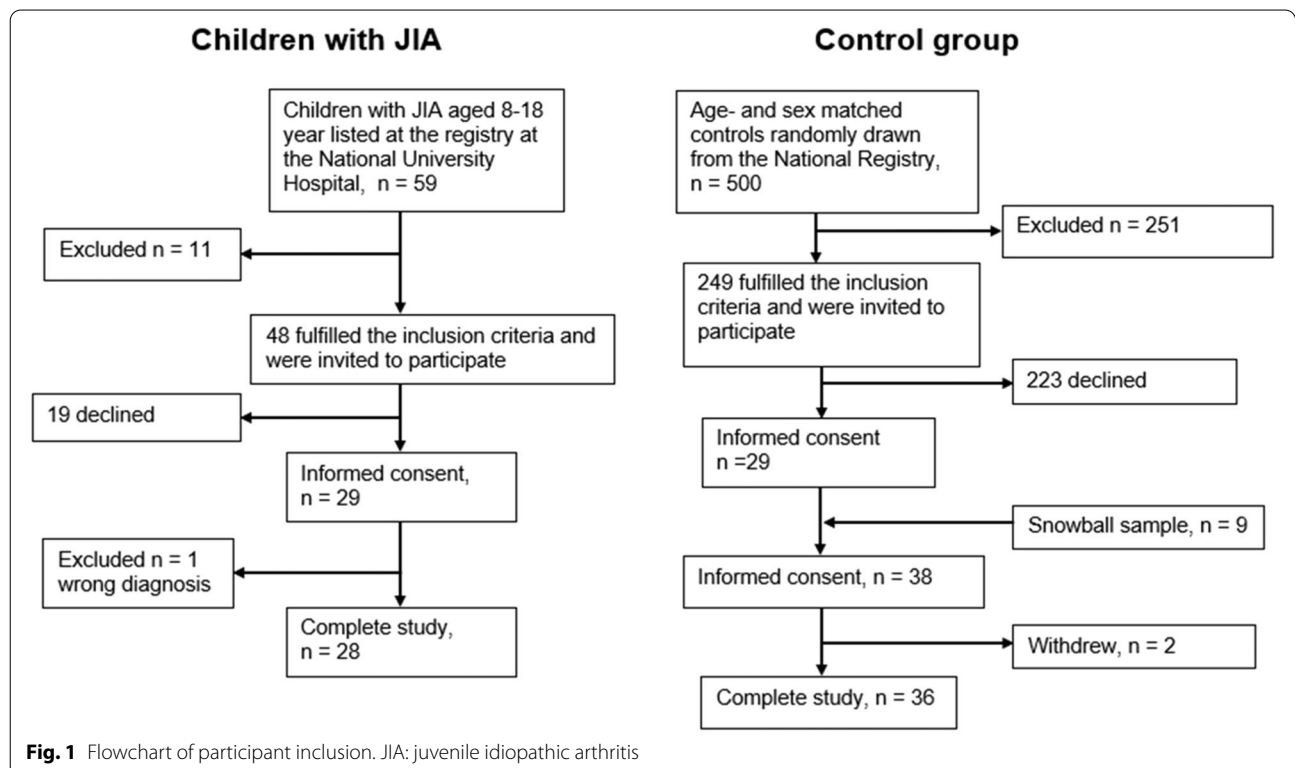 Children with JIA
Children with JIA aged 8-18
year listed at the registry at
the National University
Hospital,  n = 59
Excluded n = 11
48 fulfilled the inclusion criteria and
were invited to participate
19 declined
Informed consent,
n = 29
Excluded n = 1
wrong diagnosis
Complete study,
n = 28
Control group
Age- and sex matched
controls randomly drawn
from the National Registry,
n = 500
Excluded n = 251
249 fulfilled the inclusion
criteria and were invited to
participate
223 declined
Informed consent
n =29
Snowball sample, n = 9
Informed consent, n = 38
Withdrew, n = 2
Complete study, n = 36
Fig. 1 Flowchart of participant inclusion. JIA: juvenile idiopathic arthritis